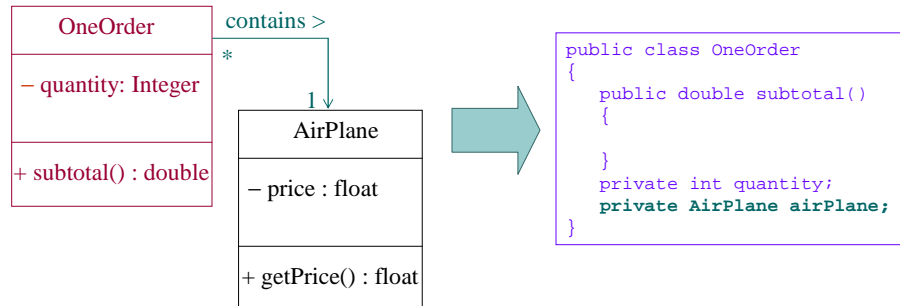 OneOrder
− quantity: Integer
+ subtotal() : double
contains >
*
1
AirPlane
− price : float
+ getPrice() : float
public class OneOrder
{
public double subtotal()
{
}
private int quantity;
private AirPlane airPlane;
}